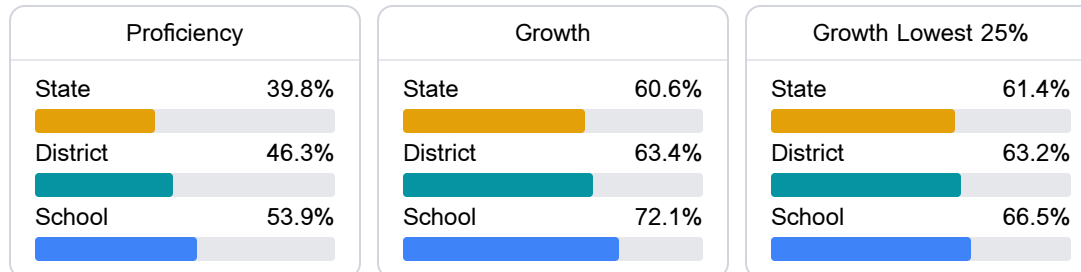 Proficiency
State 39.8%
District 46.3%
School 53.9%
Growth
State 60.6%
District 63.4%
School 72.1%
Growth Lowest 25%
State 61.4%
District 63.2%
School 66.5%